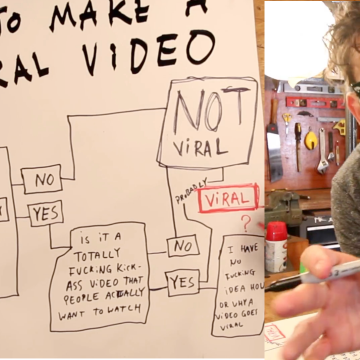 TO MAKE A
RAL VIDEO
NOT
VIRAL
NO
YES
PROBABLY
VIRAL
?
IS IT A
TOTALLY
FUCKING KICK-
ASS VIDEO THAT
PEOPLE ACTUALLY
WANT TO WATCH
NO
YES
I HAVE
NO
FUCKING
IDEA HOW
OR WHY A
VIDEO GOES
VIRAL